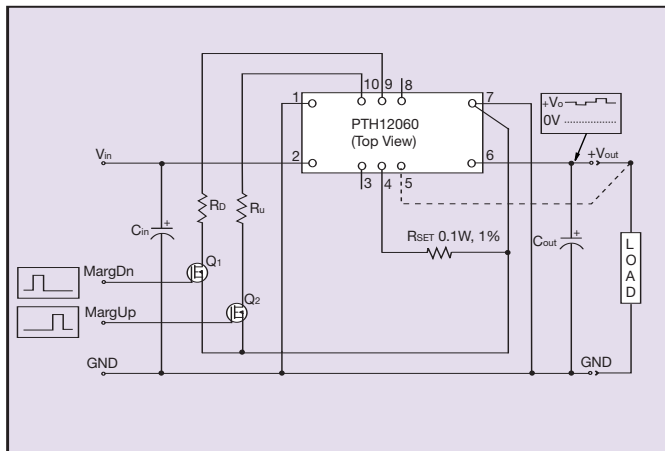 10 9 8
1
7
+Vo
0V
PTH12060
(Top View)
Vin
2
6
+Vout
3 4 5
RD
Ru
Cin
+
RSET 0.1W, 1%
Cout
+
LOAD
MargDn
Q1
MargUp
Q2
GND
GND